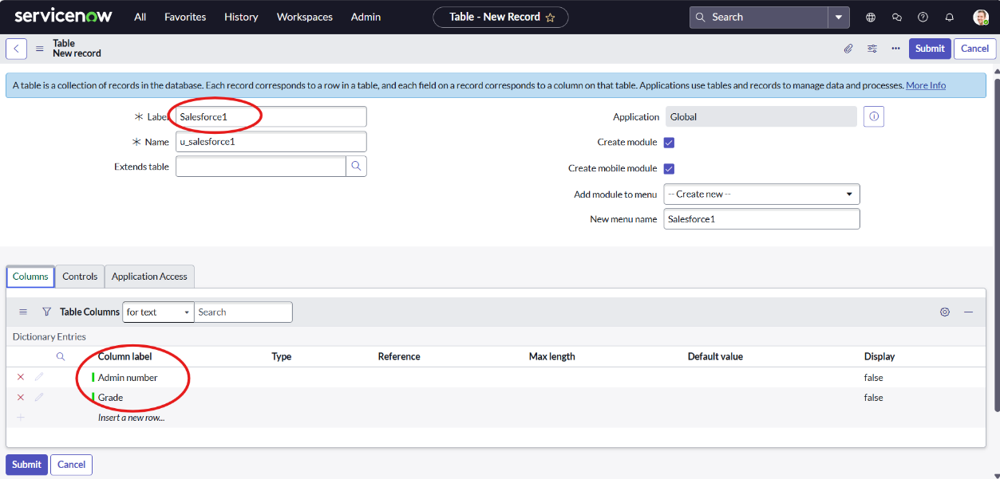 servicenow All Favorites History Workspaces Admin Table - New Record Search
Table
New record Submit Cancel
A table is a collection of records in the database. Each record corresponds to a row in a table, and each field on a record corresponds to a column on that table. Applications use tables and records to manage data and processes. More Info
Label Salesforce1 Application Global
Name u_salesforce1 Create module
Extends table Create mobile module
Add module to menu -- Create new --
New menu name Salesforce1
Columns Controls Application Access
Table Columns for text Search
Dictionary Entries
Column label Type Reference Max length Default value Display
Admin number false
Grade false
Insert a new row...
Submit Cancel